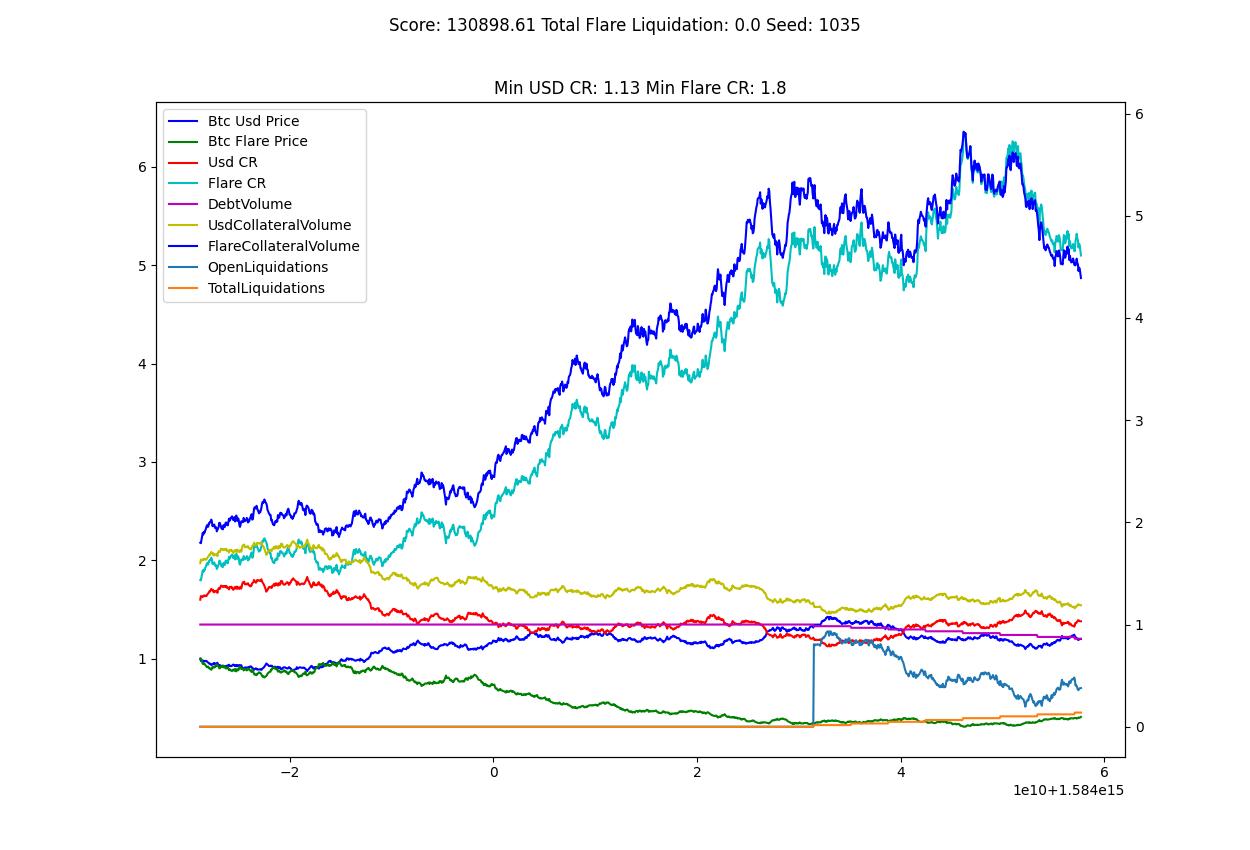 Score: 130898.61 Total Flare Liquidation: 0.0 Seed: 1035
Min USD CR: 1.13 Min Flare CR: 1.8
Btc Usd Price
Btc Flare Price
Usd CR
Flare CR
DebtVolume
UsdCollateralVolume
FlareCollateralVolume
OpenLiquidations
TotalLiquidations
6
5
4
3
2
1
6
5
4
3
2
1
0
−2
0
2
4
6
1e10+1.584e15